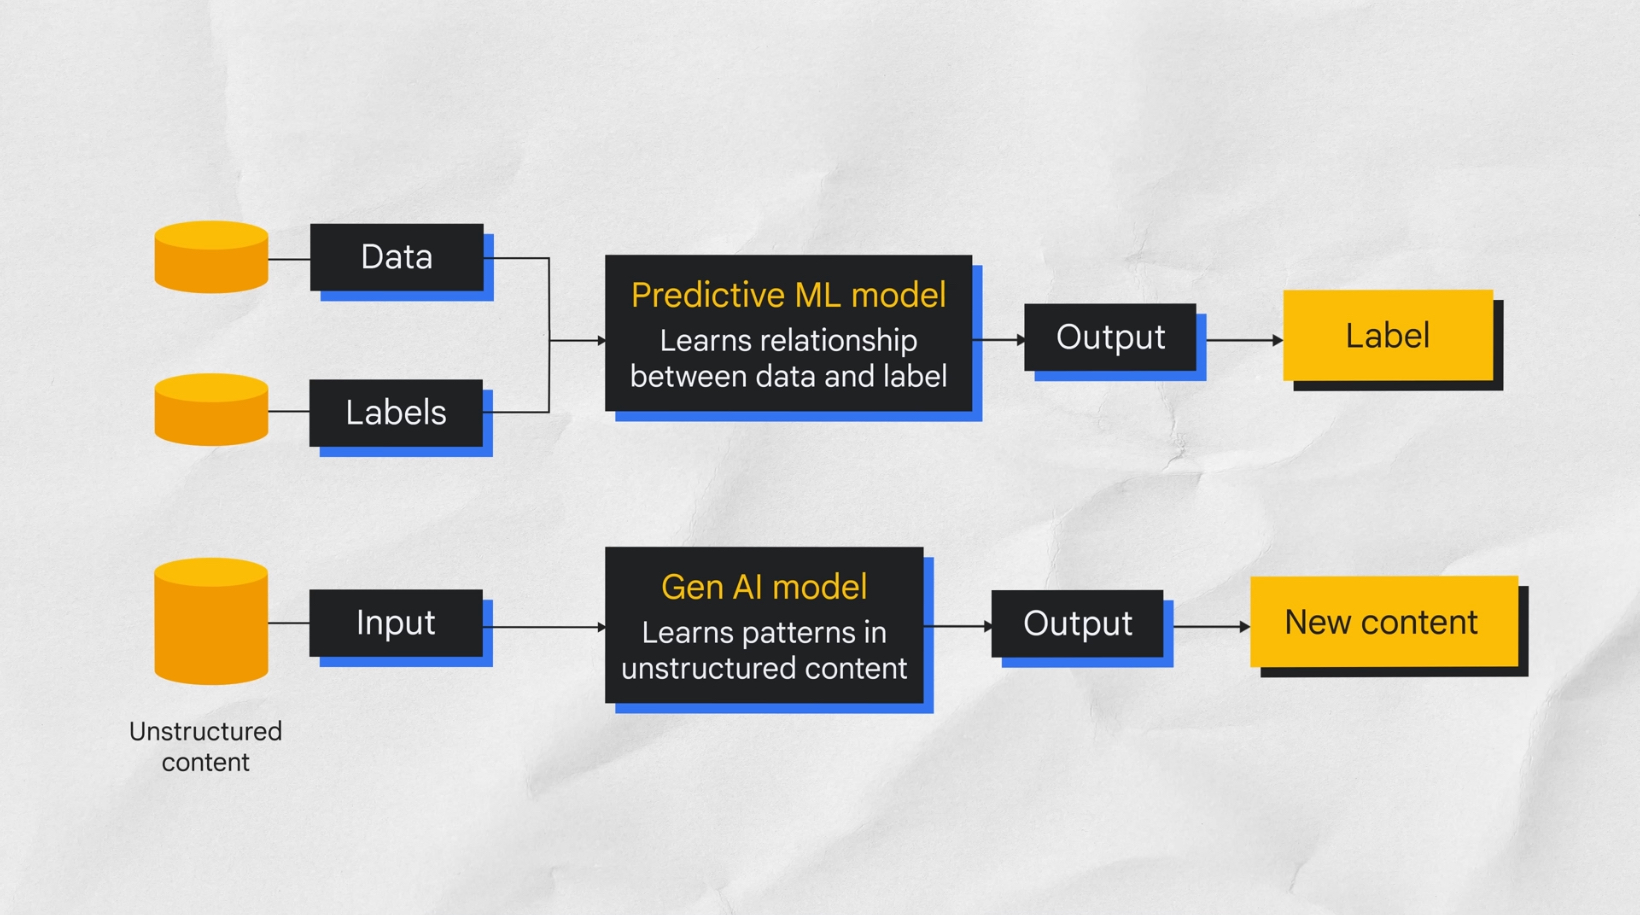 Data
Labels
Predictive ML model
Learns relationship
between data and label
Output
Label
Input
Gen AI model
Learns patterns in
unstructured content
Output
New content
Unstructured
content